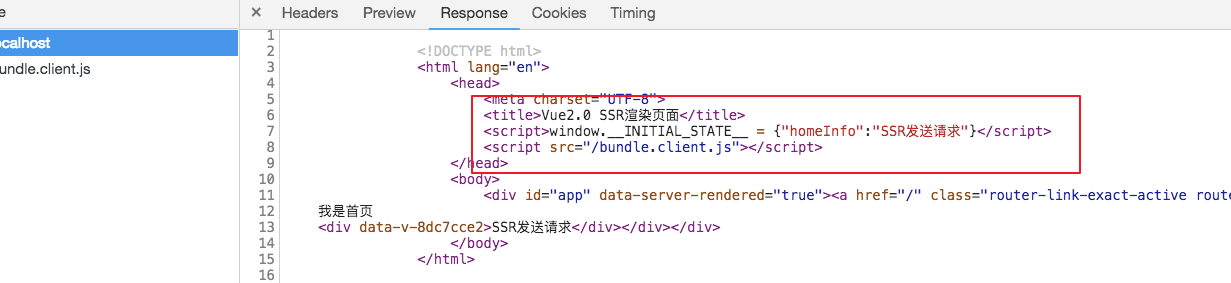 e
× Headers Preview Response Cookies Timing
ocalhost
undle.client.js
1
2 <!DOCTYPE html>
3 <html lang="en">
4 <head>
5 <meta charset="UTF-8">
6 <title>Vue2.0 SSR渲染页面</title>
7 <script>window.__INITIAL_STATE__ = {"homeInfo":"SSR发送请求"}</script>
8 <script src="/bundle.client.js"></script>
9 </head>
10 <body>
11 <div id="app" data-server-rendered="true"><a href="/" class="router-link-exact-active route
12 我是首页
13 <div data-v-8dc7cce2>SSR发送请求</div></div></div>
14 </body>
15 </html>
16